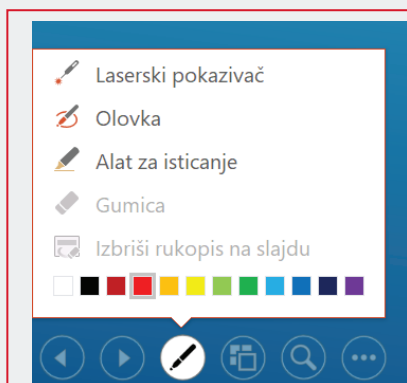 Laserski pokazivač
Olovka
Alat za isticanje
Gumica
Izbriši rukopis na slajdu